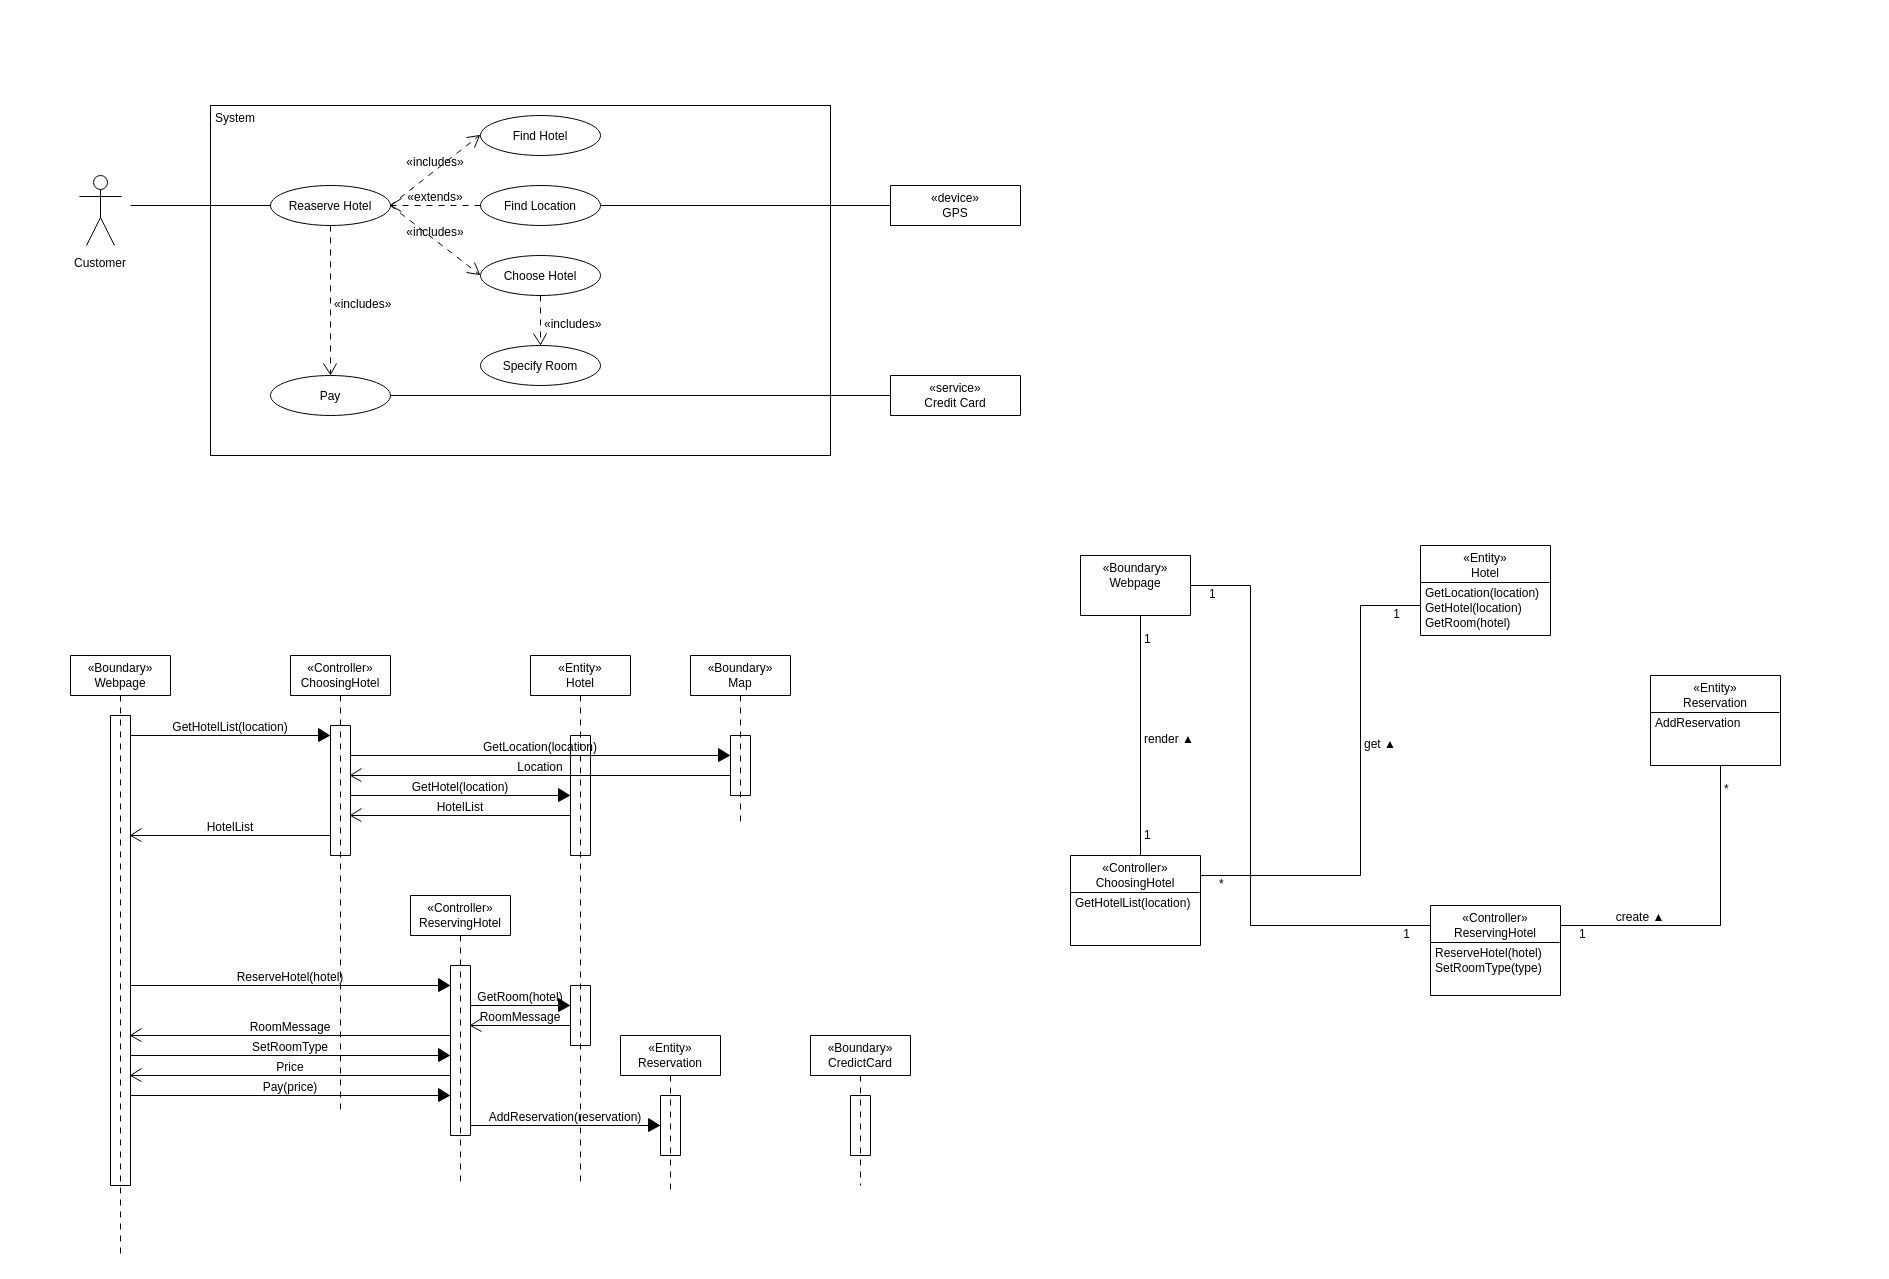 System
Find Hotel
«includes»
Reaserve Hotel
«extends»
Find Location
«device»
GPS
«includes»
Customer
Choose Hotel
«includes»
«includes»
Specify Room
Pay
«service»
Credit Card
«Boundary»
Webpage
«Controller»
ChoosingHotel
«Entity»
Hotel
«Boundary»
Map
GetHotelList(location)
GetLocation(location)
Location
GetHotel(location)
HotelList
HotelList
«Controller»
ReservingHotel
ReserveHotel(hotel)
GetRoom(hotel)
RoomMessage
RoomMessage
SetRoomType
Price
Pay(price)
«Entity»
Reservation
«Boundary»
CredictCard
AddReservation(reservation)
«Boundary»
Webpage
1
1
render ▲
1
«Controller»
ChoosingHotel
GetHotelList(location)
*
get ▲
1
«Entity»
Hotel
GetLocation(location)
GetHotel(location)
GetRoom(hotel)
«Entity»
Reservation
AddReservation
*
create ▲
1
1
«Controller»
ReservingHotel
ReserveHotel(hotel)
SetRoomType(type)